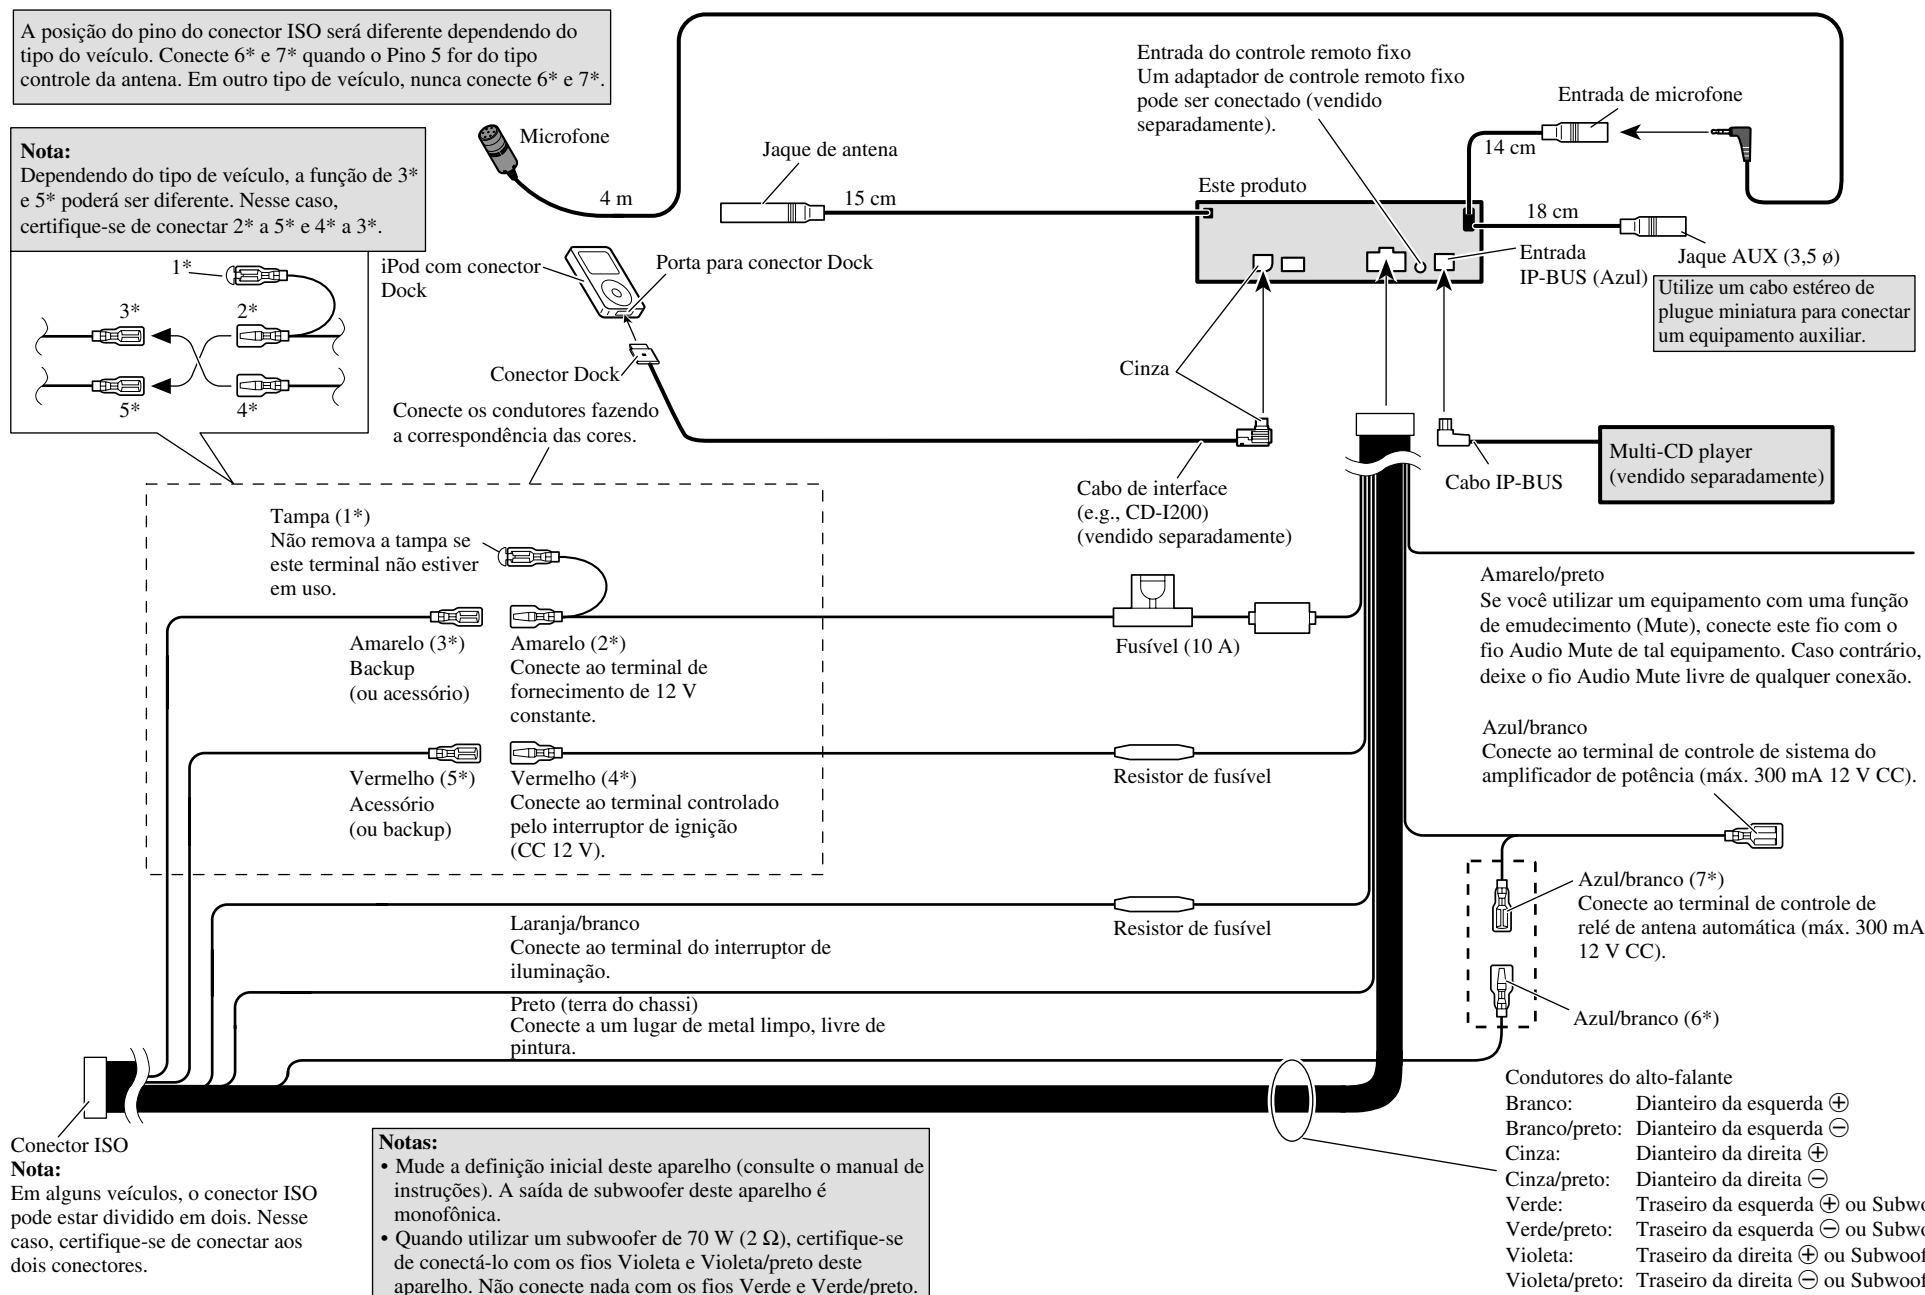 A posição do pino do conector ISO será diferente dependendo do
tipo do veículo. Conecte 6* e 7* quando o Pino 5 for do tipo
controle da antena. Em outro tipo de veículo, nunca conecte 6* e 7*.
Nota:
Dependendo do tipo de veículo, a função de 3*
e 5* poderá ser diferente. Nesse caso,
certifique-se de conectar 2* a 5* e 4* a 3*.
1*
3*
2*
5*
4*
Microfone
4 m
Jaque de antena
15 cm
Entrada do controle remoto fixo
Um adaptador de controle remoto fixo
pode ser conectado (vendido
separadamente).
Entrada de microfone
14 cm
Este produto
18 cm
Jaque AUX (3,5 ø)
Utilize um cabo estéreo de
plugue miniatura para conectar
um equipamento auxiliar.
Entrada
IP-BUS (Azul)
iPod com conector
Dock
Porta para conector Dock
Conector Dock
Cinza
Conecte os condutores fazendo
a correspondência das cores.
Cabo de interface
(e.g., CD-I200)
(vendido separadamente)
Cabo IP-BUS
Multi-CD player
(vendido separadamente)
Tampa (1*)
Não remova a tampa se
este terminal não estiver
em uso.
Amarelo (3*)
Backup
(ou acessório)
Amarelo (2*)
Conecte ao terminal de
fornecimento de 12 V
constante.
Fusível (10 A)
Amarelo/preto
Se você utilizar um equipamento com uma função
de emudecimento (Mute), conecte este fio com o
fio Audio Mute de tal equipamento. Caso contrário,
deixe o fio Audio Mute livre de qualquer conexão.
Vermelho (5*)
Acessório
(ou backup)
Vermelho (4*)
Conecte ao terminal controlado
pelo interruptor de ignição
(CC 12 V).
Resistor de fusível
Azul/branco
Conecte ao terminal de controle de sistema do
amplificador de potência (máx. 300 mA 12 V CC).
Laranja/branco
Conecte ao terminal do interruptor de
iluminação.
Resistor de fusível
Azul/branco (7*)
Conecte ao terminal de controle de
relé de antena automática (máx. 300 mA
12 V CC).
Preto (terra do chassi)
Conecte a um lugar de metal limpo, livre de
pintura.
Azul/branco (6*)
Conector ISO
Nota:
Em alguns veículos, o conector ISO
pode estar dividido em dois. Nesse
caso, certifique-se de conectar aos
dois conectores.
Notas:
• Mude a definição inicial deste aparelho (consulte o manual de
instruções). A saída de subwoofer deste aparelho é
monofônica.
• Quando utilizar um subwoofer de 70 W (2 Ω), certifique-se
de conectá-lo com os fios Violeta e Violeta/preto deste
aparelho. Não conecte nada com os fios Verde e Verde/preto.
Condutores do alto-falante
Branco: Dianteiro da esquerda ⊕
Branco/preto: Dianteiro da esquerda ⊖
Cinza: Dianteiro da direita ⊕
Cinza/preto: Dianteiro da direita ⊖
Verde: Traseiro da esquerda ⊕ ou Subwo
Verde/preto: Traseiro da esquerda ⊖ ou Subwo
Violeta: Traseiro da direita ⊕ ou Subwoof
Violeta/preto: Traseiro da direita ⊖ ou Subwoof